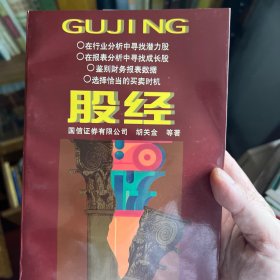 GUJING
○在行业分析中寻找潜力股
○在报表分析中寻找成长股
○鉴别财务报表数据
○选择恰当的买卖时机
股经
国信证券有限公司 胡关金 等著